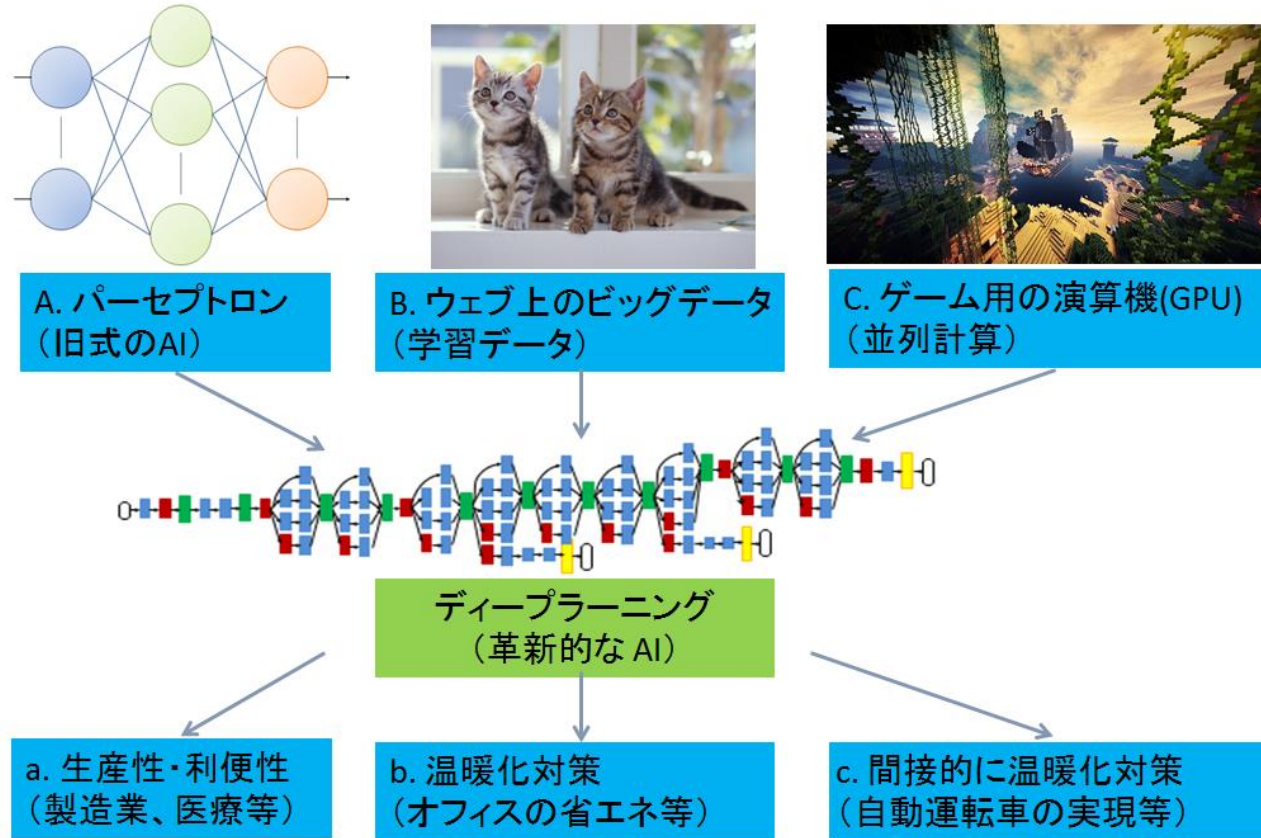 A. パーセプトロン
（旧式のAI）
B. ウェブ上のビッグデータ
（学習データ）
C. ゲーム用の演算機(GPU)
（並列計算）
ディープラーニング
（革新的な AI）
a. 生産性・利便性
（製造業、医療等）
b. 温暖化対策
（オフィスの省エネ等）
c. 間接的に温暖化対策
（自動運転車の実現等）